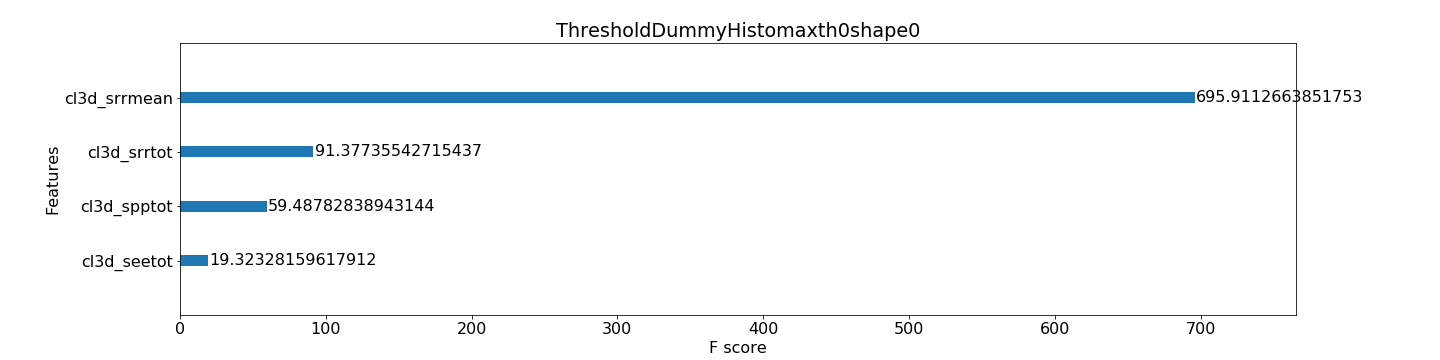 ThresholdDummyHistomaxth0shape0
Features
cl3d_srrmean 695.9112663851753
cl3d_srrtot 91.37735542715437
cl3d_spptot 59.48782838943144
cl3d_seetot 19.32328159617912
0 100 200 300 400 500 600 700
F score